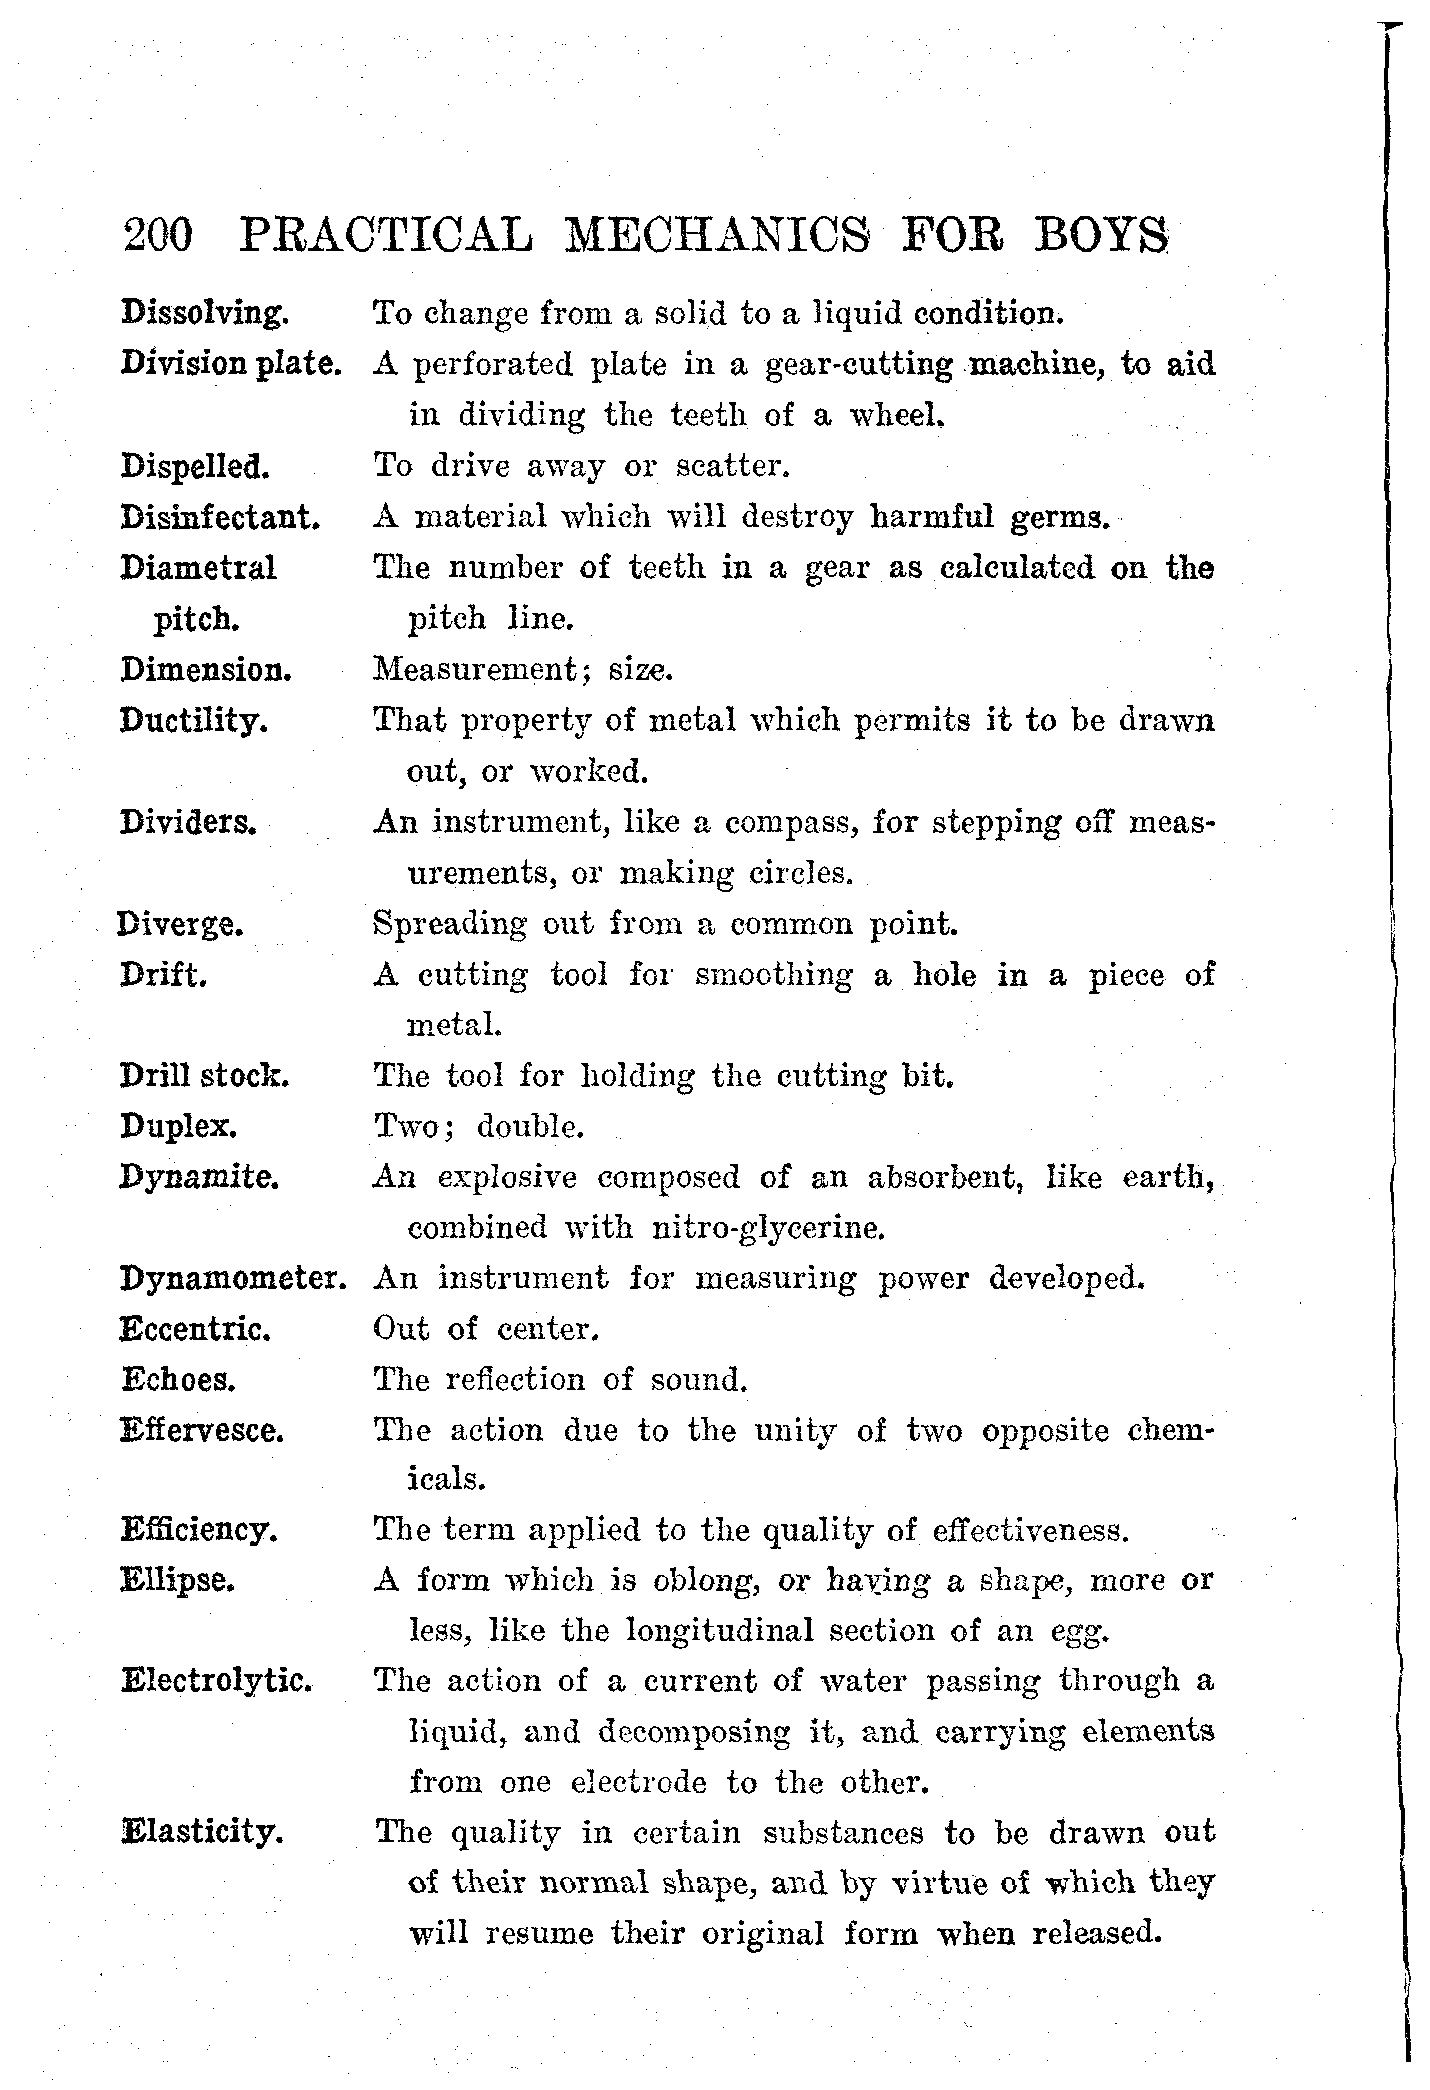 200 PRACTICAL MECHANICS FOR BOYS
Dissolving. To change from a solid to a liquid condition.
Division plate. A perforated plate in a gear-cutting machine, to aid
in dividing the teeth of a wheel.
Dispelled. To drive away or scatter.
Disinfectant. A material which will destroy harmful germs.
Diametral The number of teeth in a gear as calculated on the
pitch. pitch line.
Dimension. Measurement; size.
Ductility. That property of metal which permits it to be drawn
out, or worked.
Dividers. An instrument, like a compass, for stepping off meas-
urements, or making circles.
Diverge. Spreading out from a common point.
Drift. A cutting tool for smoothing a hole in a piece of
metal.
Drill stock. The tool for holding the cutting bit.
Duplex. Two; double.
Dynamite. An explosive composed of an absorbent, like earth,
combined with nitro-glycerine.
Dynamometer. An instrument for measuring power developed.
Eccentric. Out of center.
Echoes. The reflection of sound.
Effervesce. The action due to the unity of two opposite chem-
icals.
Efficiency. The term applied to the quality of effectiveness.
Ellipse. A form which is oblong, or having a shape, more or
less, like the longitudinal section of an egg.
Electrolytic. The action of a current of water passing through a
liquid, and decomposing it, and carrying elements
from one electrode to the other.
Elasticity. The quality in certain substances to be drawn out
of their normal shape, and by virtue of which they
will resume their original form when released.